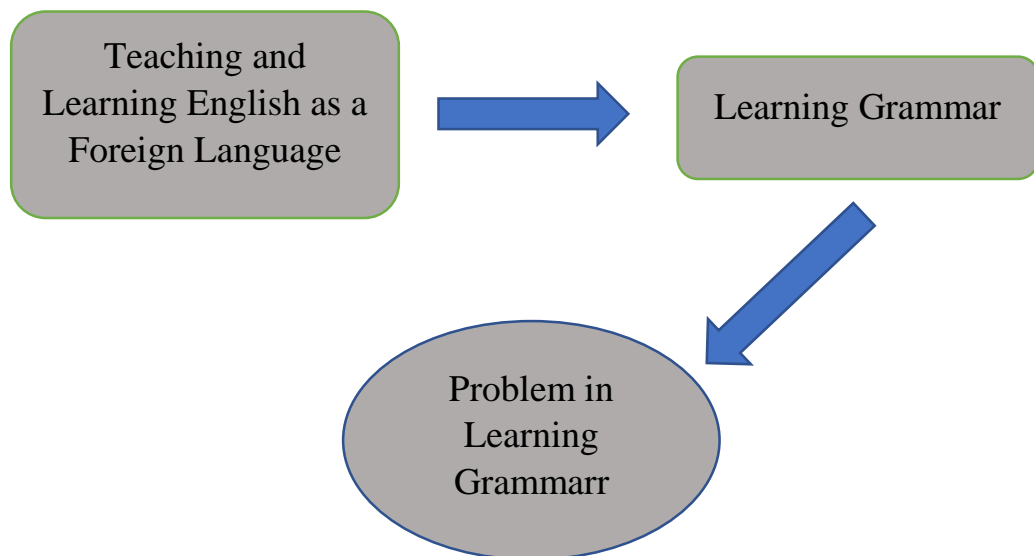 Teaching and
Learning English as a
Foreign Language
Learning Grammar
Problem in
Learning
Grammarr